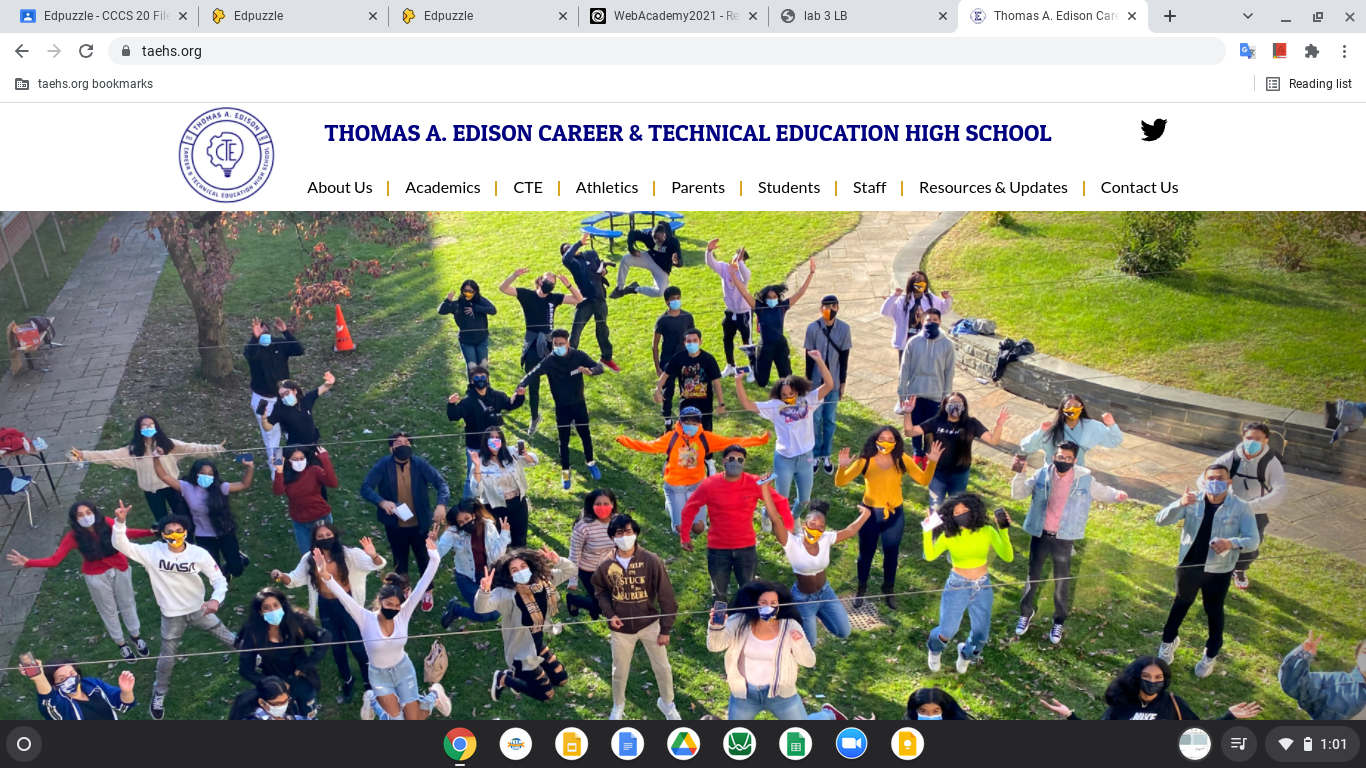 Edpuzzle - CCCS 20 File
Edpuzzle
Edpuzzle
WebAcademy2021 - Re
lab 3 LB
Thomas A. Edison Care
taehs.org
taehs.org bookmarks
Reading list
THOMAS A. EDISON
CTE
CAREER & TECHNICAL EDUCATION HIGH SCHOOL
THOMAS A. EDISON CAREER & TECHNICAL EDUCATION HIGH SCHOOL
About Us | Academics | CTE | Athletics | Parents | Students | Staff | Resources & Updates | Contact Us
NASA
STUCK
NIKE
1:01